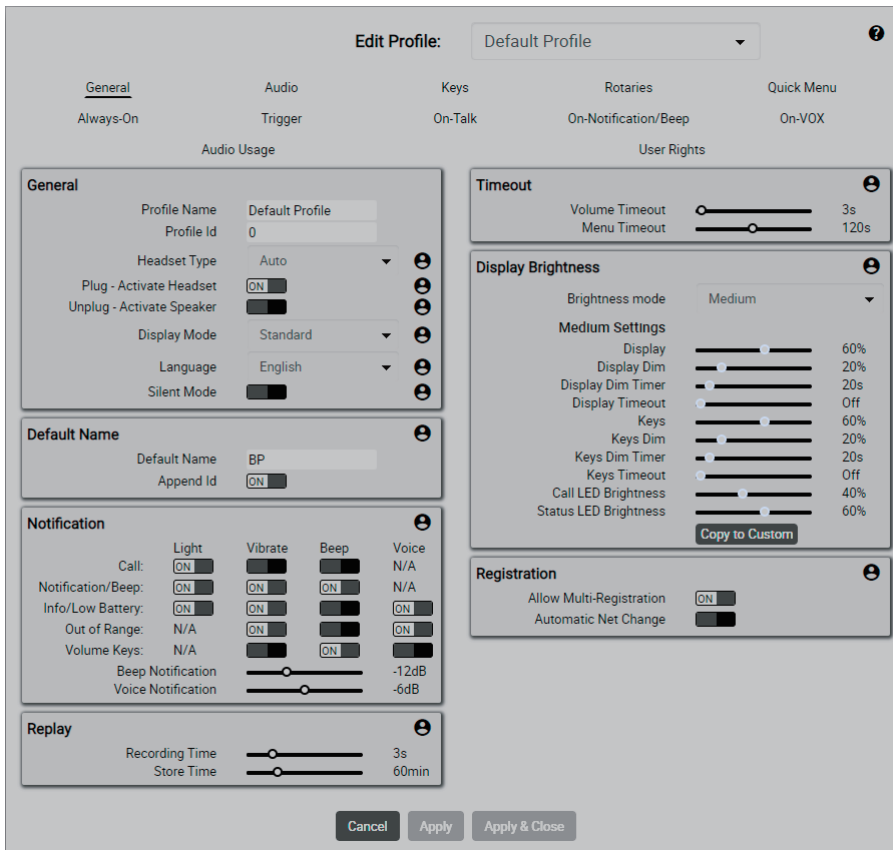 Edit Profile: Default Profile
General Audio Keys Rotaries Quick Menu
Always-On Trigger On-Talk On-Notification/Beep On-VOX
Audio Usage User Rights
General
Profile Name Default Profile
Profile Id 0
Headset Type Auto
Plug - Activate Headset ON
Unplug - Activate Speaker
Display Mode Standard
Language English
Silent Mode
Default Name
Default Name BP
Append Id ON
Notification
Light Vibrate Beep Voice
Call: ON N/A
Notification/Beep: ON ON ON N/A
Info/Low Battery: ON ON ON
Out of Range: N/A ON ON
Volume Keys: N/A ON
Beep Notification -12dB
Voice Notification -6dB
Replay
Recording Time 3s
Store Time 60min
Timeout
Volume Timeout 3s
Menu Timeout 120s
Display Brightness
Brightness mode Medium
Medium Settings
Display 60%
Display Dim 20%
Display Dim Timer 20s
Display Timeout Off
Keys 60%
Keys Dim 20%
Keys Dim Timer 20s
Keys Timeout Off
Call LED Brightness 40%
Status LED Brightness 60%
Copy to Custom
Registration
Allow Multi-Registration ON
Automatic Net Change
Cancel Apply Apply & Close